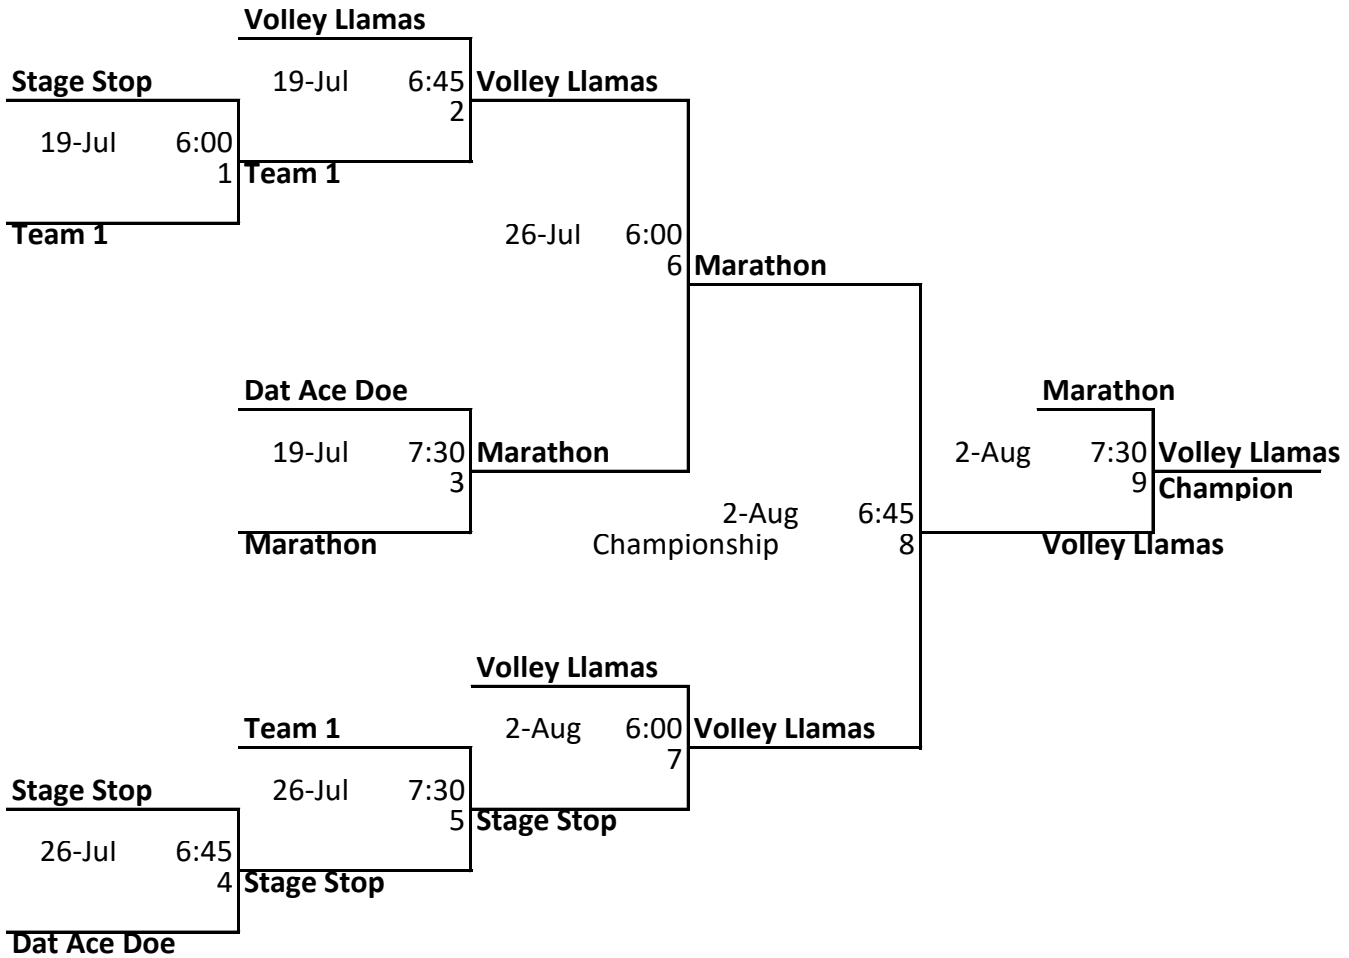 Volley Llamas
Stage Stop 19-Jul 6:45 Volley Llamas
2
19-Jul 6:00
1 Team 1
Team 1 26-Jul 6:00
6 Marathon
Dat Ace Doe Marathon
19-Jul 7:30 Marathon 2-Aug 7:30 Volley Llamas
3 9 Champion
2-Aug 6:45
Marathon Championship 8 Volley Llamas
Volley Llamas
Team 1 2-Aug 6:00 Volley Llamas
7
Stage Stop 26-Jul 7:30
5 Stage Stop
26-Jul 6:45
4 Stage Stop
Dat Ace Doe